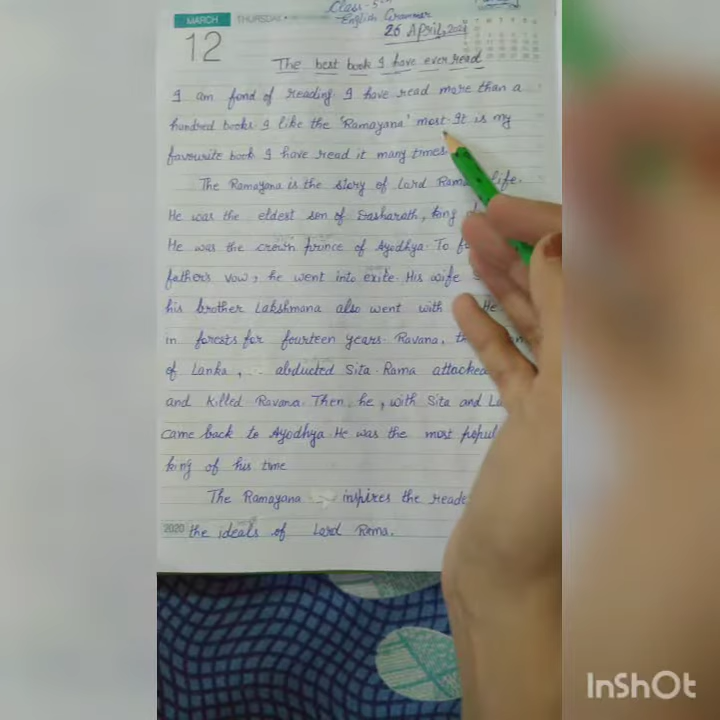 Class-5th
English Grammar
MARCH THURSDAY
26 April, 2021
12
The best book I have ever read
I am fond of reading I have read more than a
hundred books. I like the 'Ramayana' most. It is my
favourite book I have read it many times
The Ramayana is the story of Lord Rama life.
He was the eldest son of Dasharath, king
He was the crown prince of Ayodhya. To
father's vow, he went into exite. His wife
his brother Lakshmana also went with He
in forests for fourteen years. Ravana,
of Lanka, abducted Sita. Rama attacked
and killed Ravana. Then, he, with Sita and
came back to Ayodhya. He was the most
king of his time
The Ramayana inspires the
2020 the ideals of Lord Rama.
InShOt